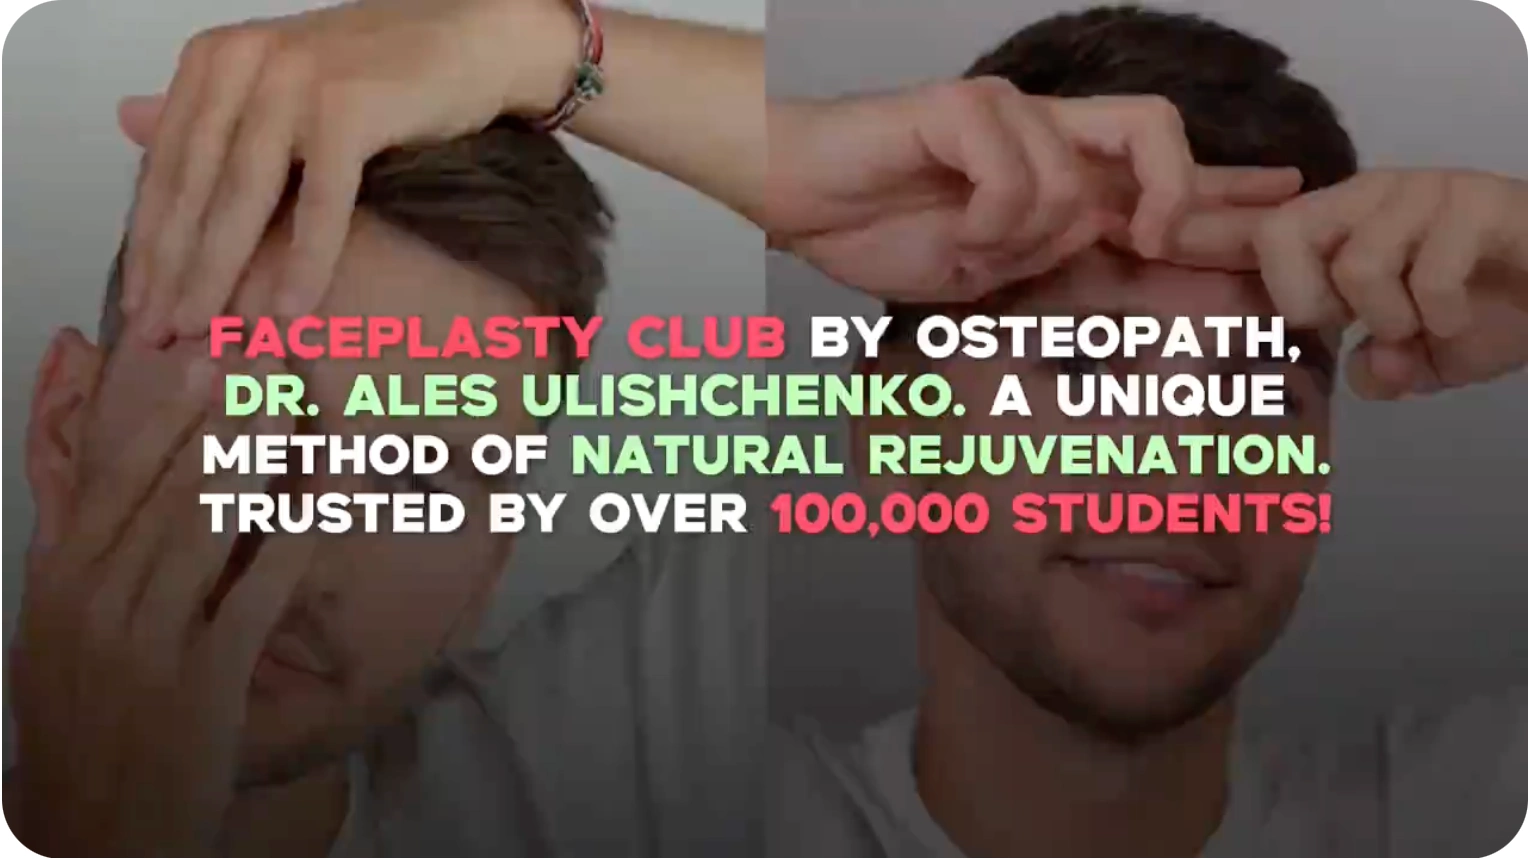 FACEPLASTY CLUB BY OSTEOPATH,
DR. ALES ULISHCHENKO. A UNIQUE
METHOD OF NATURAL REJUVENATION.
TRUSTED BY OVER 100,000 STUDENTS!